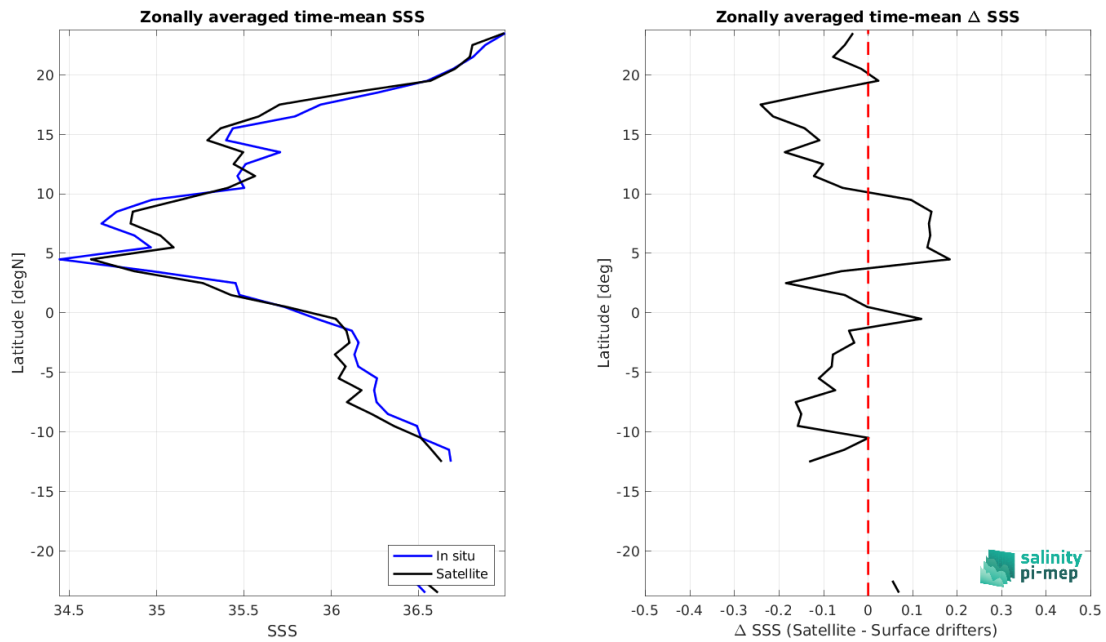 Zonally averaged time-mean SSS
Latitude [degN]
20
15
10
5
0
-5
-10
-15
-20
34.5 35 35.5 36 36.5
SSS
In situ
Satellite
Zonally averaged time-mean Δ SSS
Latitude [deg]
20
15
10
5
0
-5
-10
-15
-20
-0.5 -0.4 -0.3 -0.2 -0.1 0 0.1 0.2 0.3 0.4 0.5
Δ SSS (Satellite - Surface drifters)
salinity
pi-mep